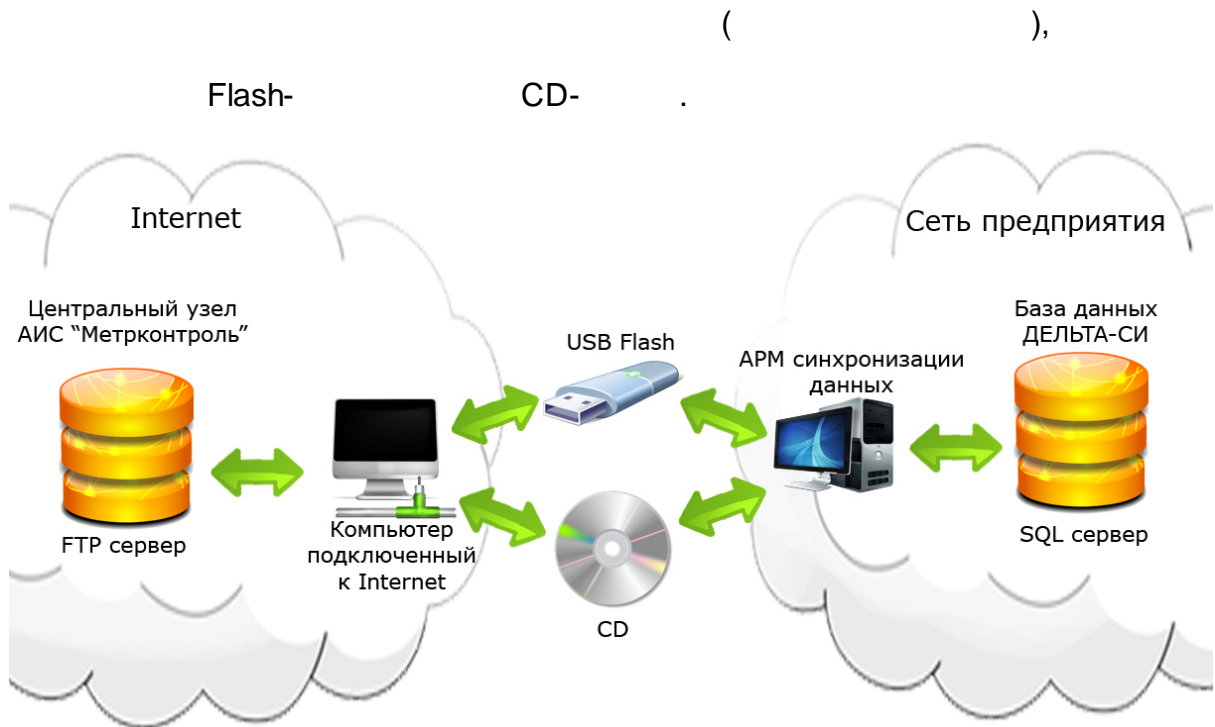 ( ),
Flash- CD- .
Internet
Сеть предприятия
Центральный узел
АИС “Метрконтроль”
FTP сервер
Компьютер
подключенный
к Internet
USB Flash
CD
АРМ синхронизации
данных
База данных
ДЕЛЬТА-СИ
SQL сервер